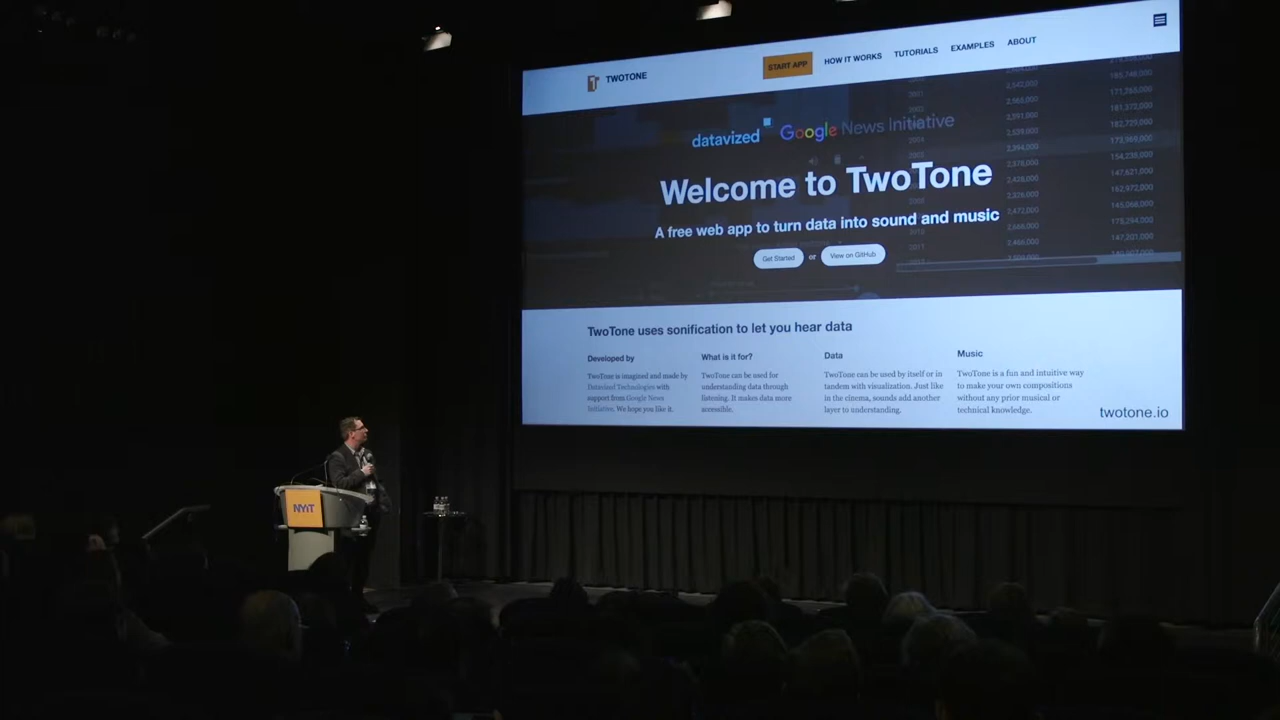 TWOTONE
START APP
HOW IT WORKS
TUTORIALS
EXAMPLES
ABOUT
datavized
Google News Initiative
Welcome to TwoTone
A free web app to turn data into sound and music
Get Started or View on GitHub
TwoTone uses sonification to let you hear data
Developed by
TwoTone is imagined and made by
Datavized Technologies with
support from Google News
Initiative. We hope you like it.
What is it for?
TwoTone can be used for
understanding data through
listening. It makes data more
accessible.
Data
TwoTone can be used by itself or in
tandem with visualization. Just like
in the cinema, sounds add another
layer to understanding.
Music
TwoTone is a fun and intuitive way
to make your own compositions
without any prior musical or
technical knowledge.
twotone.io
NYIT